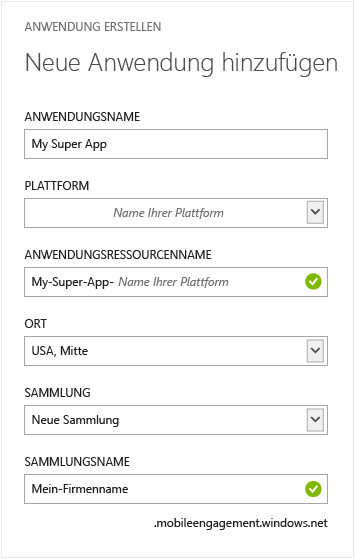 ANWENDUNG ERSTELLEN
Neue Anwendung hinzufügen
ANWENDUNGSNAME
My Super App
PLATTFORM
Name Ihrer Plattform
ANWENDUNGSRESSOURCENNAME
My-Super-App- Name Ihrer Plattform
ORT
USA, Mitte
SAMMLUNG
Neue Sammlung
SAMMLUNGSNAME
Mein-Firmenname
.mobileengagement.windows.net